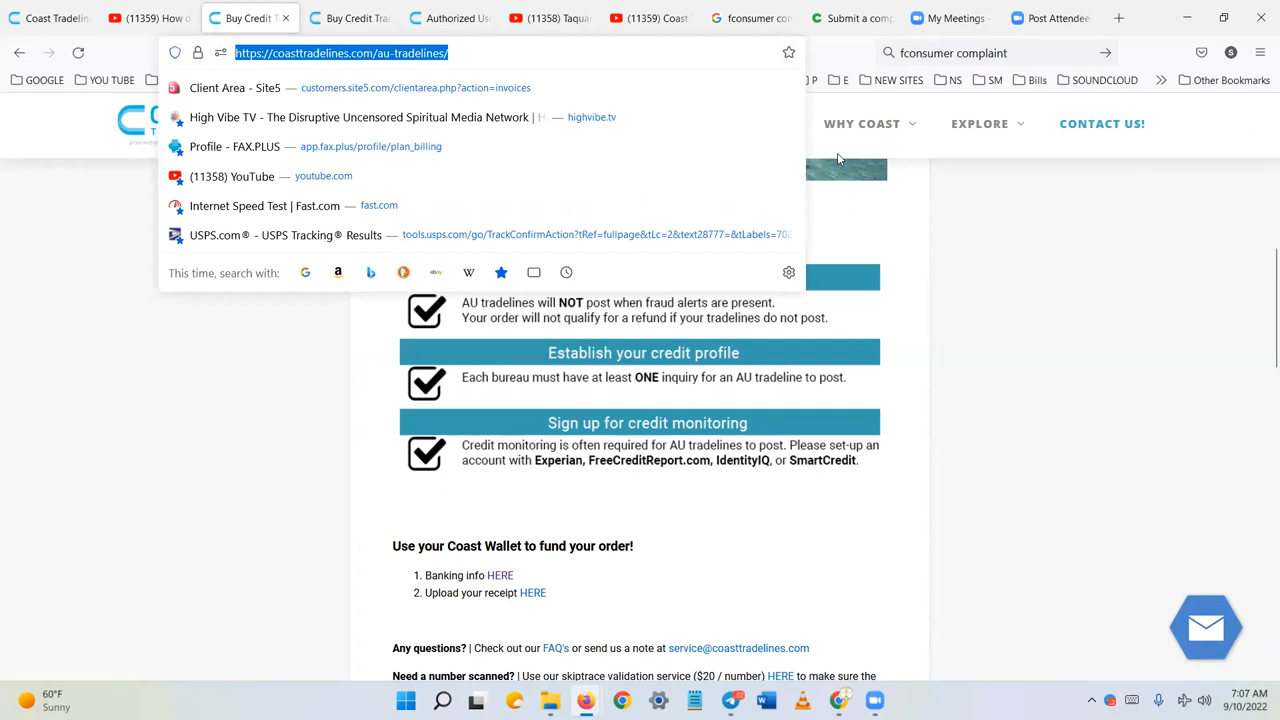 Coast Tradelin
(11359) How
Buy Credit T
Buy Credit Tra
Authorized Us
(11358) Taqua
(11359) Coast
fconsumer co
Submit a comp
My Meetings -
Post Attendee
https://coasttradelines.com/au-tradelines/
fconsumer complaint
GOOGLE
YOU TUBE
P
E
NEW SITES
NS
SM
Bills
SOUNDCLOUD
Other Bookmarks
Client Area - Site5 — customers.site5.com/clientarea.php?action=invoices
High Vibe TV - The Disruptive Uncensored Spiritual Media Network | H — highvibe.tv
Profile - FAX.PLUS — app.fax.plus/profile/plan_billing
(11358) YouTube — youtube.com
Internet Speed Test | Fast.com — fast.com
USPS.com® - USPS Tracking® Results — tools.usps.com/go/TrackConfirmAction?tRef=fullpage&tLc=2&text28777=&tLabels=702
This time, search with:
WHY COAST
EXPLORE
CONTACT US!
AU tradelines will NOT post when fraud alerts are present.
Your order will not qualify for a refund if your tradelines do not post.
Establish your credit profile
Each bureau must have at least ONE inquiry for an AU tradeline to post.
Sign up for credit monitoring
Credit monitoring is often required for AU tradelines to post. Please set-up an
account with Experian, FreeCreditReport.com, IdentityIQ, or SmartCredit.
Use your Coast Wallet to fund your order!
1. Banking info HERE
2. Upload your receipt HERE
Any questions? | Check out our FAQ's or send us a note at service@coasttradelines.com
Need a number scanned? | Use our skiptrace validation service ($20 / number) HERE to make sure the
60°F
Sunny
7:07 AM
9/10/2022